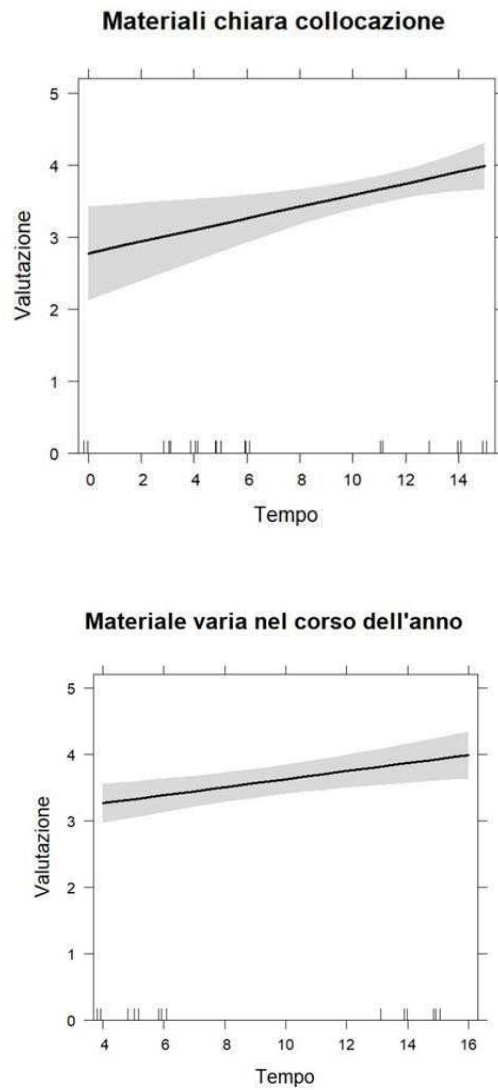 Materiali chiara collocazione
5
4
3
2
1
0
Valutazione
0 2 4 6 8 10 12 14
Tempo
Materiale varia nel corso dell'anno
5
4
3
2
1
0
Valutazione
4 6 8 10 12 14 16
Tempo